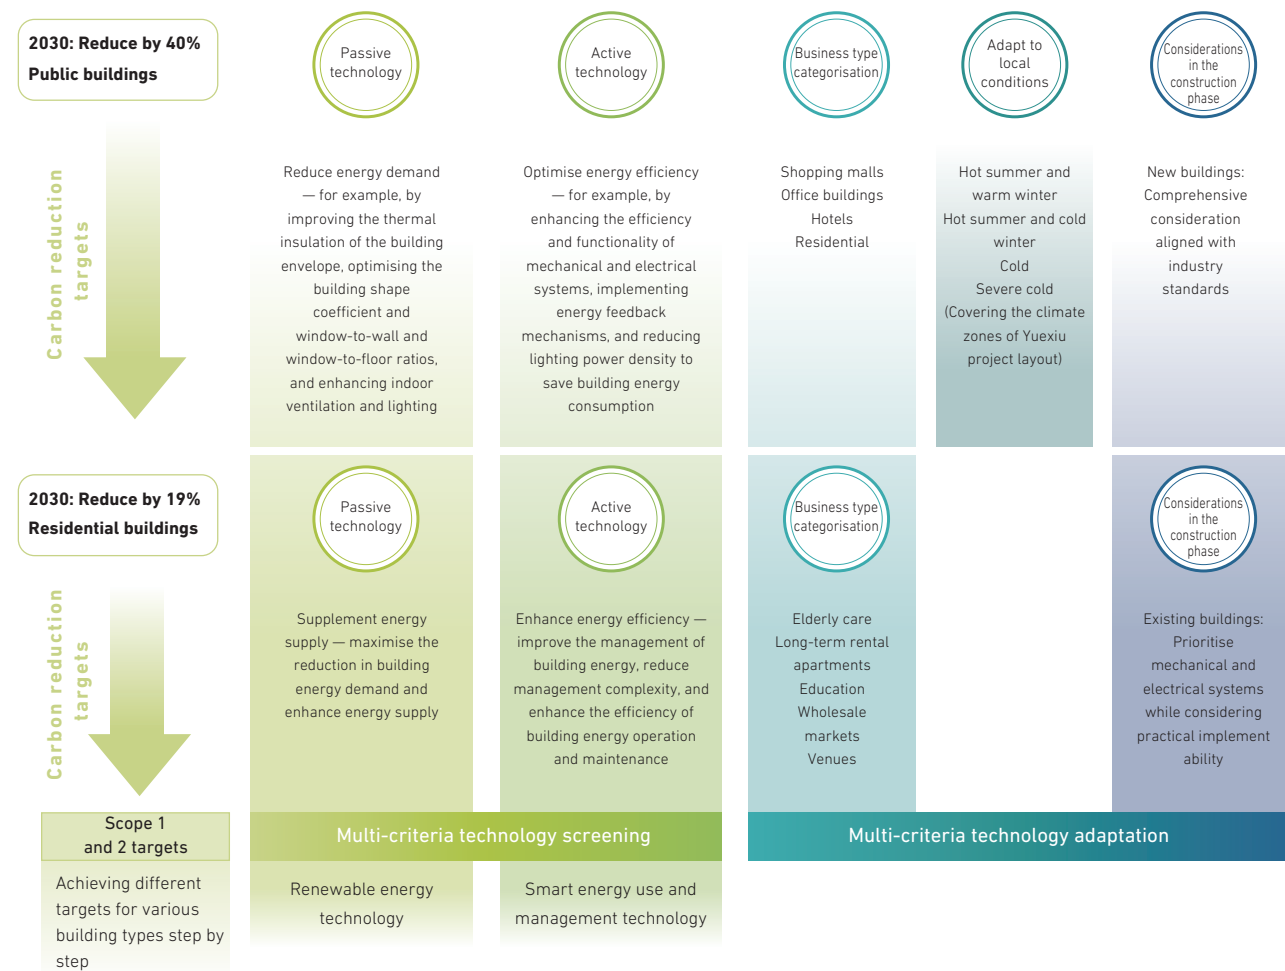 2030: Reduce by 40%
Public buildings
Carbon reduction
targets
Passive
technology
Reduce energy demand
— for example, by
improving the thermal
insulation of the building
envelope, optimising the
building shape
coefficient and
window-to-wall and
window-to-floor ratios,
and enhancing indoor
ventilation and lighting
Active
technology
Optimise energy efficiency
— for example, by
enhancing the efficiency
and functionality of
mechanical and electrical
systems, implementing
energy feedback
mechanisms, and reducing
lighting power density to
save building energy
consumption
Business type
categorisation
Shopping malls
Office buildings
Hotels
Residential
Adapt to
local
conditions
Hot summer and
warm winter
Hot summer and cold
winter
Cold
Severe cold
(Covering the climate
zones of Yuexiu
project layout)
Considerations
in the
construction
phase
New buildings:
Comprehensive
consideration
aligned with
industry
standards
2030: Reduce by 19%
Residential buildings
Carbon reduction
targets
Passive
technology
Supplement energy
supply — maximise the
reduction in building
energy demand and
enhance energy supply
Active
technology
Enhance energy efficiency —
improve the management of
building energy, reduce
management complexity, and
enhance the efficiency of
building energy operation
and maintenance
Business type
categorisation
Elderly care
Long-term rental
apartments
Education
Wholesale
markets
Venues
Considerations
in the
construction
phase
Existing buildings:
Prioritise
mechanical and
electrical systems
while considering
practical implement
ability
Scope 1
and 2 targets
Achieving different
targets for various
building types step by
step
Multi-criteria technology screening
Renewable energy
technology
Smart energy use and
management technology
Multi-criteria technology adaptation